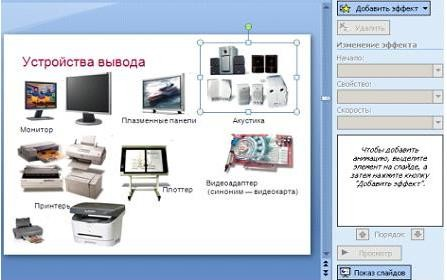 Устройства вывода
Монитор
Плазменные панели
Акустика
Принтеры
Плоттер
Видеоадаптер
(синоним — видеокарта)
Добавить эффект
Удалить
Изменение эффекта
Начало:
Свойство:
Скорость:
Чтобы добавить
анимацию, выделите
элемент на слайде, а
затем нажмите кнопку
"Добавить эффект".
Порядок
Просмотр
Показ слайдов